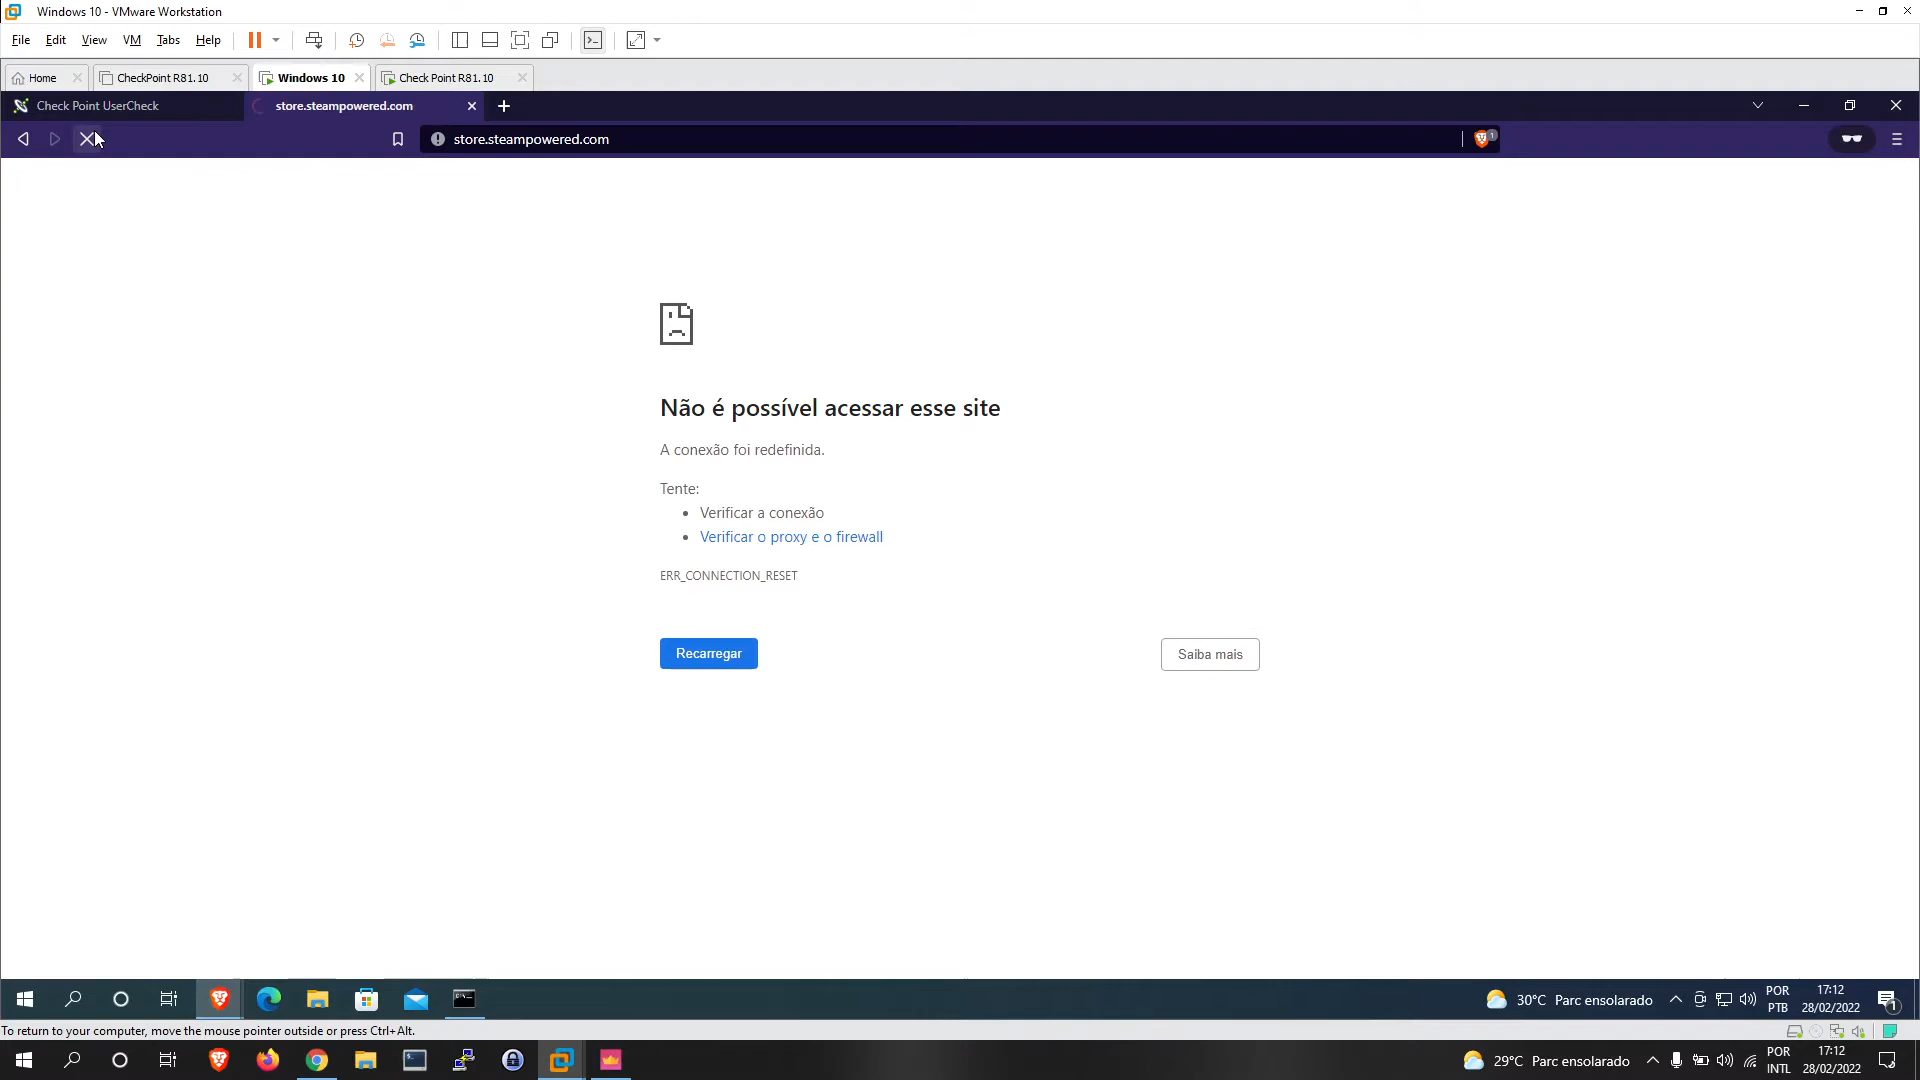 Windows 10 - VMware Workstation
File Edit View VM Tabs Help
Home CheckPoint R81.10 Windows 10 Check Point R81.10
Check Point UserCheck store.steampowered.com
store.steampowered.com 1
Não é possível acessar esse site
A conexão foi redefinida.
Tente:
• Verificar a conexão
• Verificar o proxy e o firewall
ERR_CONNECTION_RESET
Recarregar Saiba mais
30°C Parc ensolarado POR PTB 17:12 28/02/2022 1
To return to your computer, move the mouse pointer outside or press Ctrl+Alt.
29°C Parc ensolarado POR INTL 17:12 28/02/2022